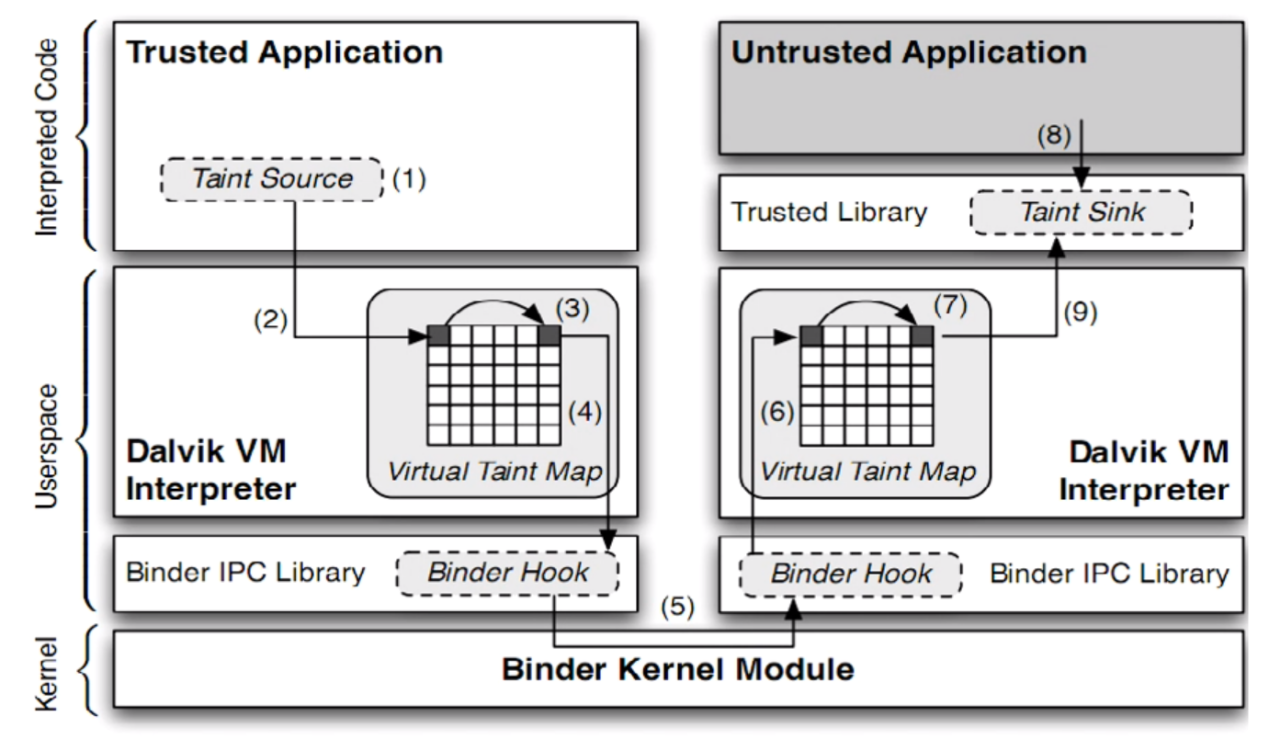 Interpreted Code
Trusted Application
Taint Source
(1)
Untrusted Application
(8)
Trusted Library
Taint Sink
Userspace
(2)
(3)
(4)
Virtual Taint Map
Dalvik VM
Interpreter
(6)
(7)
(9)
Virtual Taint Map
Dalvik VM
Interpreter
Binder IPC Library
Binder Hook
(5)
Binder Hook
Binder IPC Library
Kernel
Binder Kernel Module